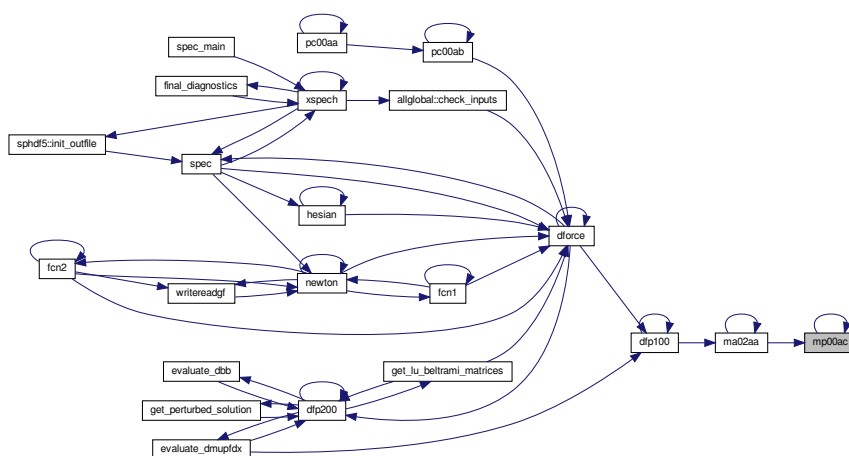 spec_main
pc00aa
pc00ab
final_diagnostics
xspech
allglobal::check_inputs
sphdf5::init_outfile
spec
hesian
dforce
fcn2
writereadgf
newton
fcn1
dfp100
ma02aa
mp00ac
evaluate_dbb
get_lu_beltrami_matrices
get_perturbed_solution
dfp200
evaluate_dmupfdx